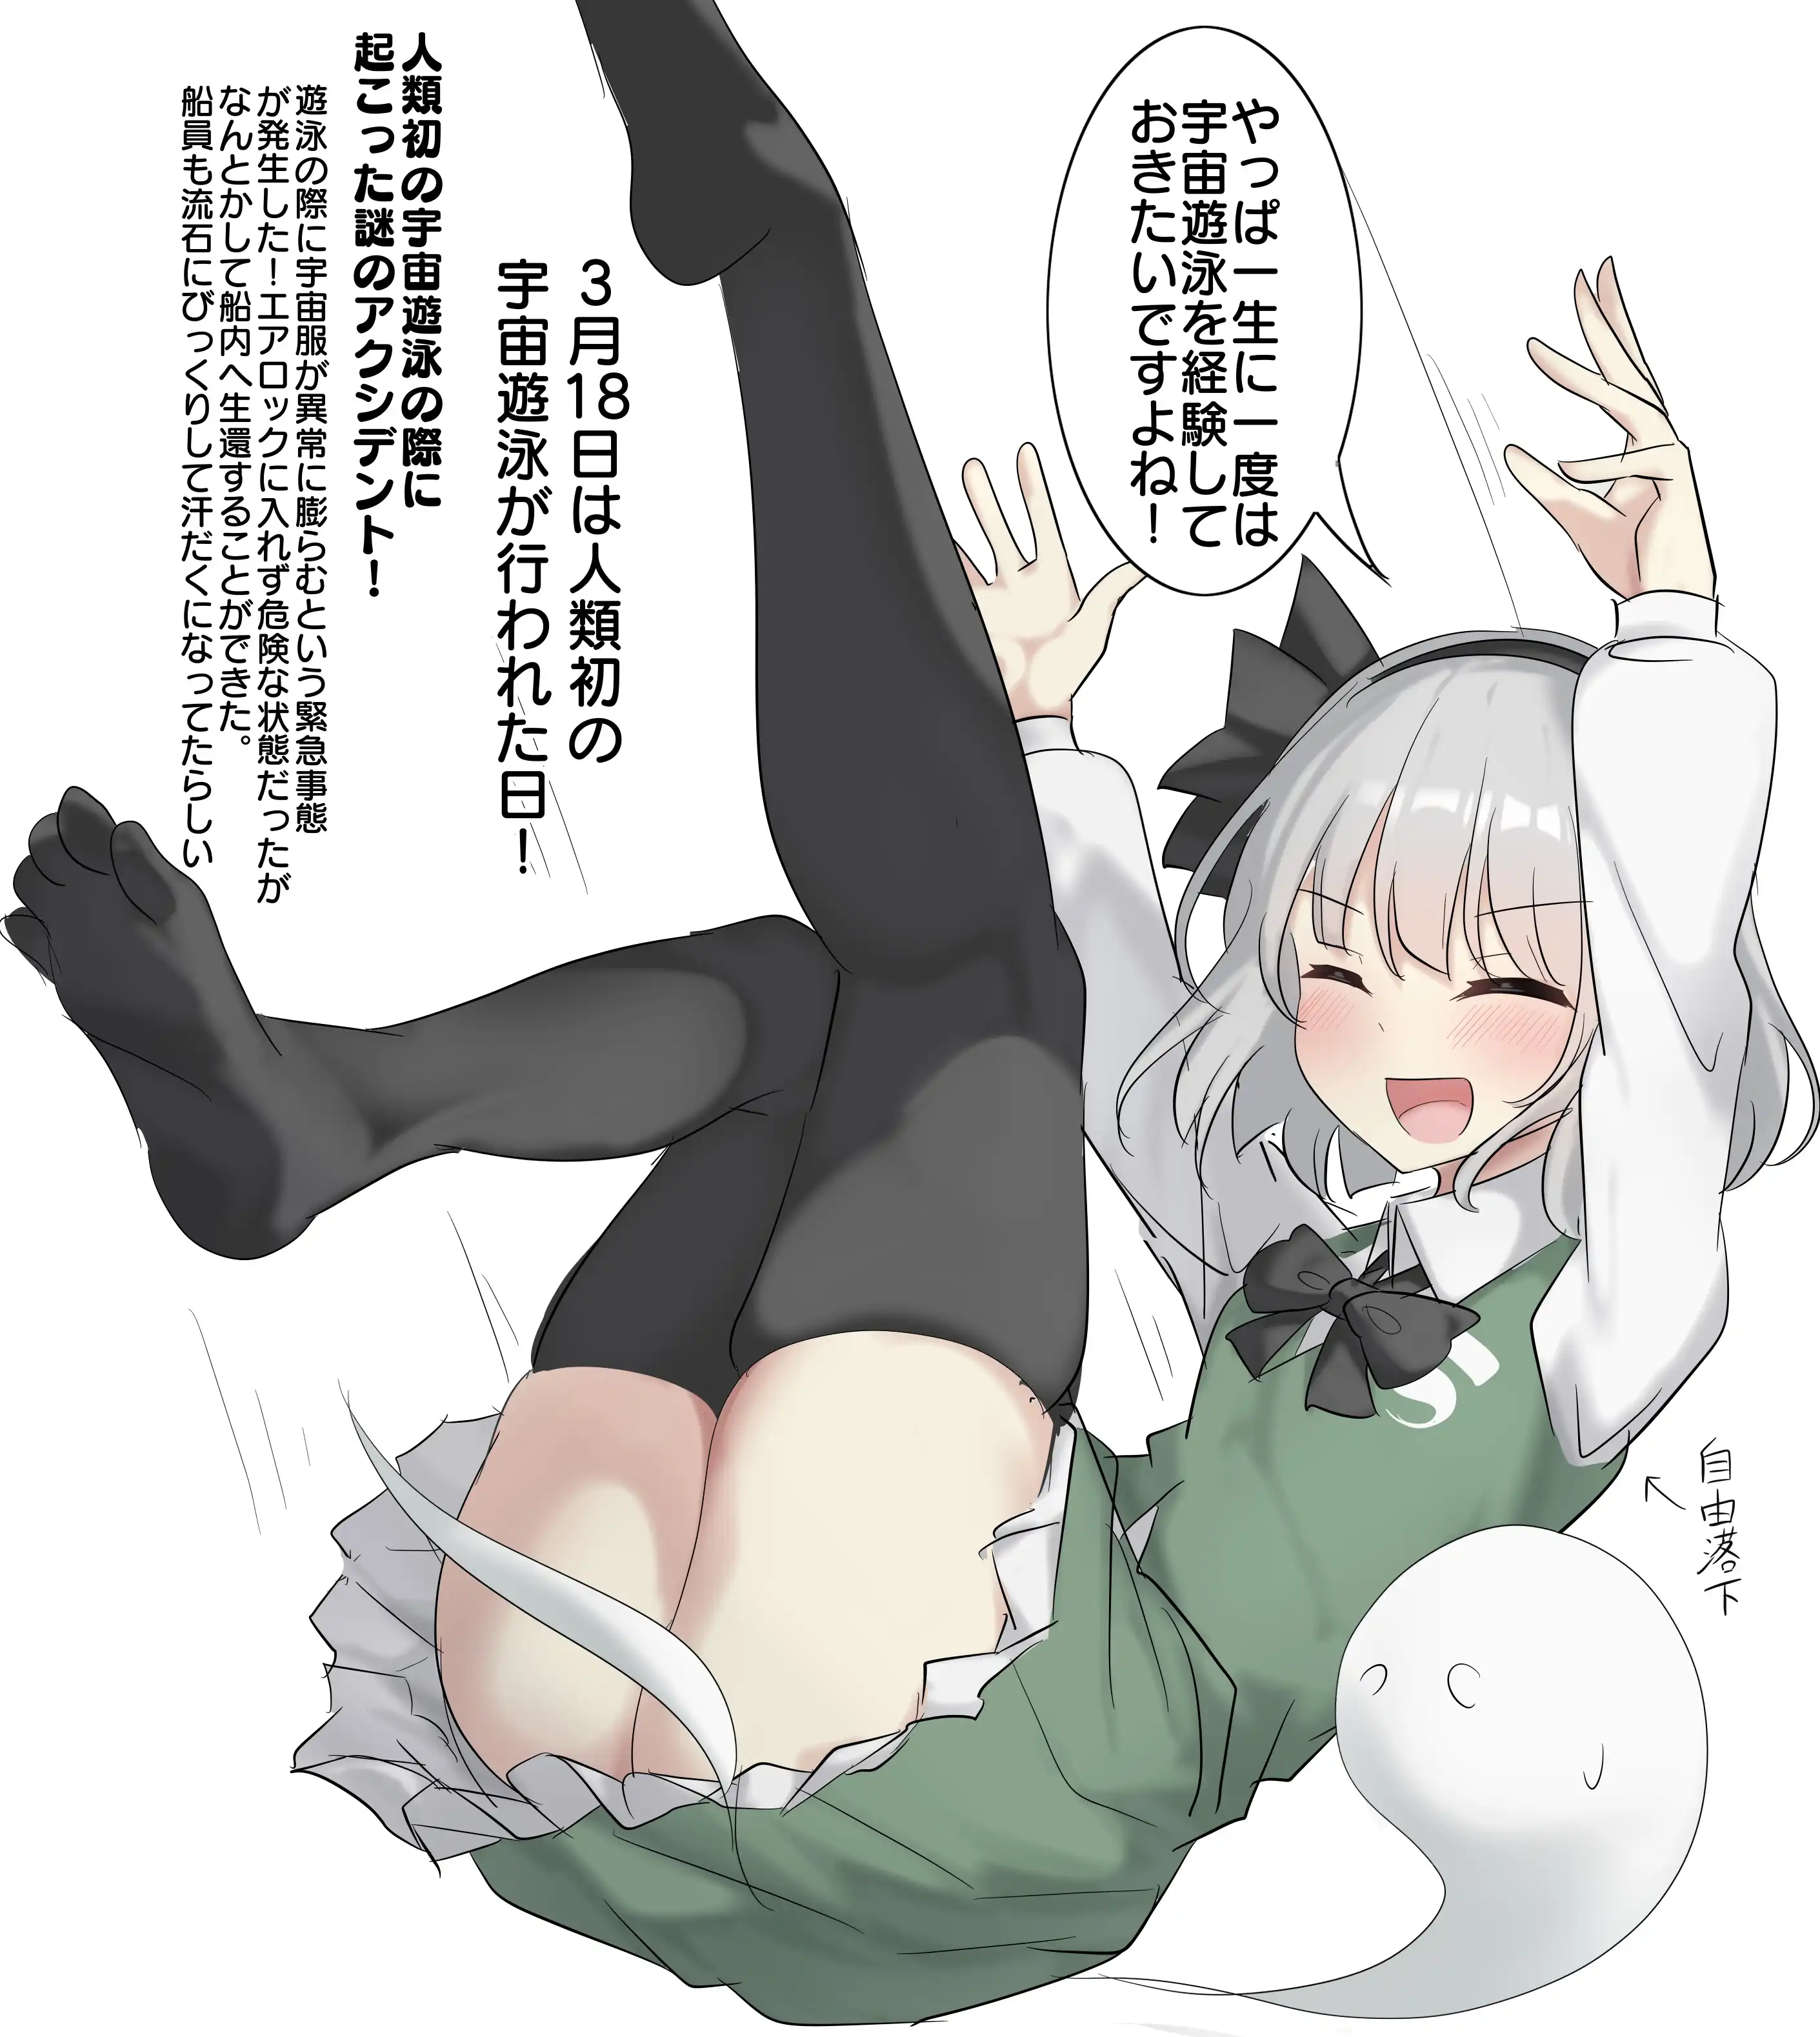 やっぱ一生に一度は
宇宙遊泳を経験して
おきたいですよね！
3月18日は人類初の
宇宙遊泳が行われた日！
人類初の宇宙遊泳の際に
起こった謎のアクシデント！
遊泳の際に宇宙服が異常に膨らむという緊急事態
が発生した！エアロックに入れず危険な状態だったが
なんとかして船内へ生還することができた。
船員も流石にびっくりして汗だくになってたらしい
自由落下